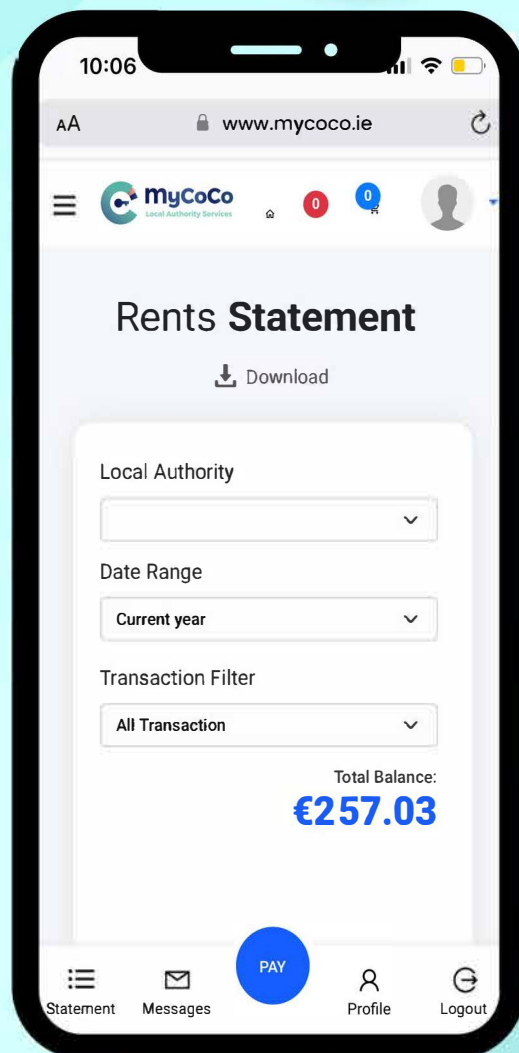 10:06
AA www.mycoco.ie
MyCoCo
Local Authority Services
0
0
Rents Statement
Download
Local Authority
Date Range
Current year
Transaction Filter
All Transaction
Total Balance:
€257.03
PAY
Statement Messages Profile Logout